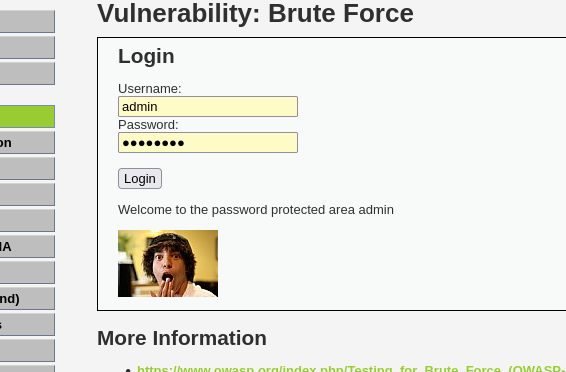 Vulnerability: Brute Force
Login
Username:
admin
Password:
●●●●●●●●
Login
Welcome to the password protected area admin
on
IA
nd)
s
More Information
https://www.owasp.org/index.php/Testing_for_Brute_Force_(OWASP-